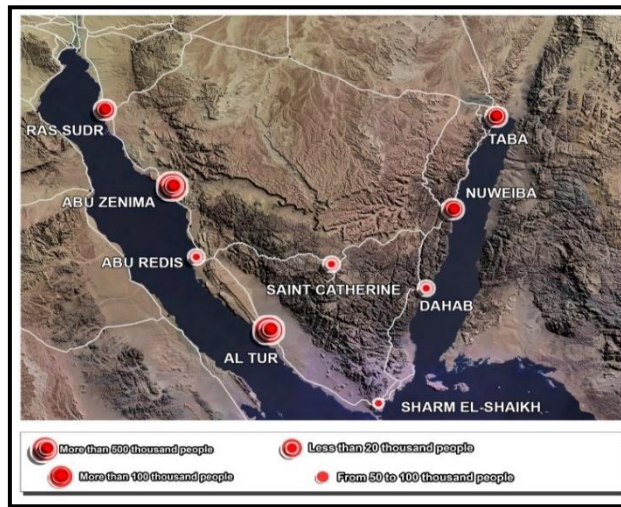 RAS SUDR
TABA
ABU ZENIMA
NUWEIBA
ABU REDIS
SAINT CATHERINE
DAHAB
AL TUR
SHARM EL-SHAIKH
More than 500 thousand people
Less than 20 thousand people
More than 100 thousand people
From 50 to 100 thousand people